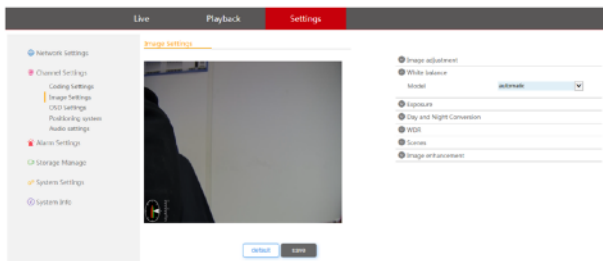 Live Playback Settings
Image Settings
Network Settings
Channel Settings
Coding Settings
Image Settings
OSD Settings
Positioning system
Audio settings
Alarm Settings
Storage Manage
System Settings
System Info
Image adjustment
White balance
Model automatic
Exposure
Day and Night Conversion
WDR
Scenes
Image enhancement
default save